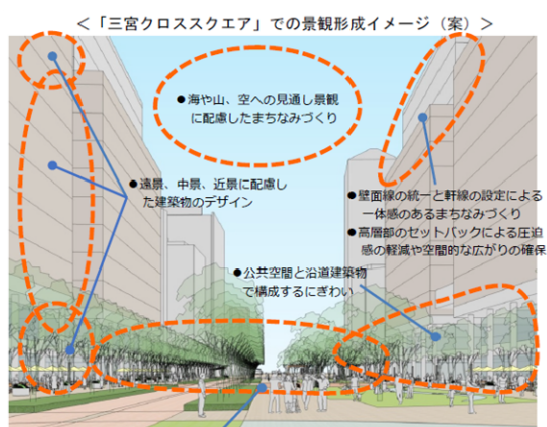 ＜「三宮クロススクエア」での景観形成イメージ（案）＞
●海や山、空への見通し景観
に配慮したまちなみづくり
●遠景、中景、近景に配慮し
た建築物のデザイン
●壁面線の統一と軒線の設定による
一体感のあるまちなみづくり
●高層部のセットバックによる圧迫
感の軽減や空間的な広がりの確保
●公共空間と沿道建築物
で構成するにぎわい